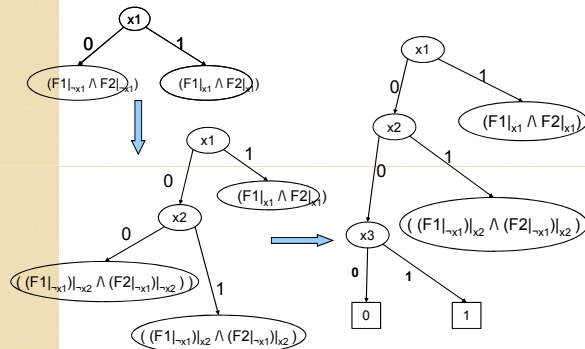 x1
0
1
(F1|¬x1 /\ F2|¬x1)
(F1|x1 /\ F2|x1)
x1
0
1
(F1|x1 /\ F2|x1)
x2
0
1
( (F1|¬x1)|¬x2 /\ (F2|¬x1)|¬x2 ) )
( (F1|¬x1)|x2 /\ (F2|¬x1)|x2 )
x1
0
1
(F1|x1 /\ F2|x1)
x2
0
1
( (F1|¬x1)|x2 /\ (F2|¬x1)|x2 )
x3
0
1
0
1